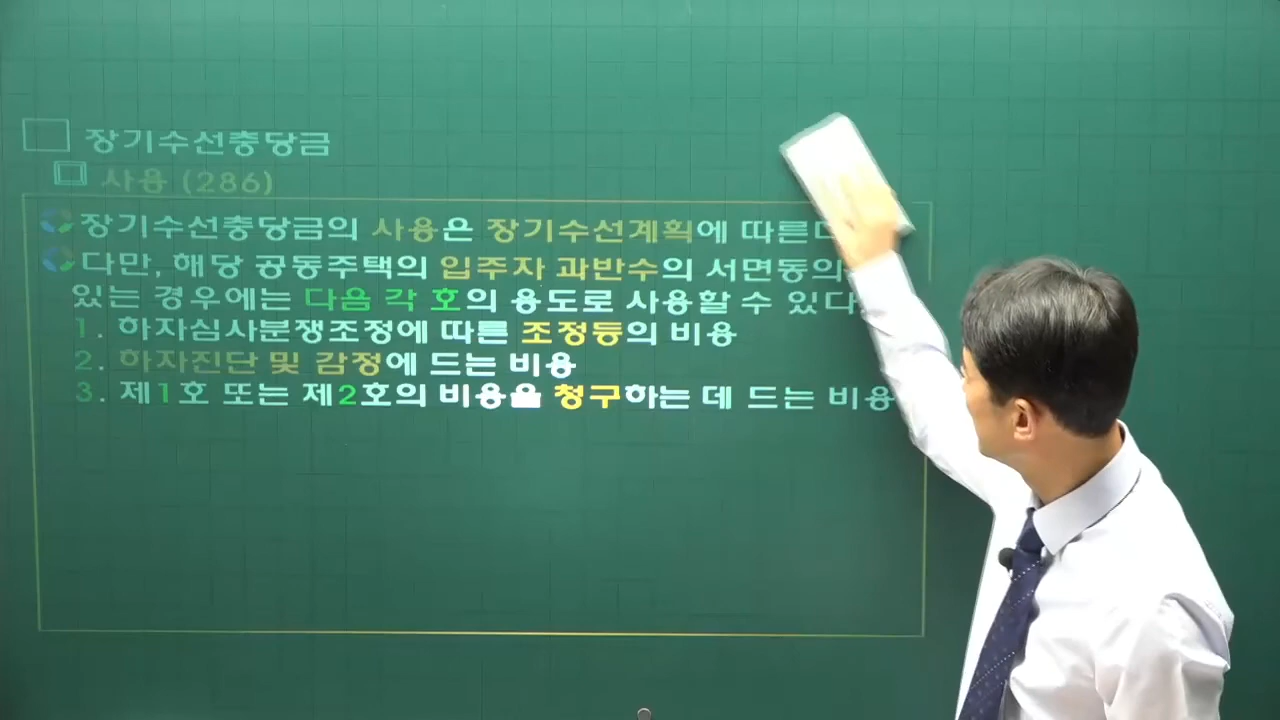 장기수선충당금
사용 (286)
장기수선충당금의 사용은 장기수선계획에 따른다
다만, 해당 공동주택의 입주자 과반수의 서면동의
있는 경우에는 다음 각 호의 용도로 사용할 수 있다
1. 하자심사분쟁조정에 따른 조정등의 비용
2. 하자진단 및 감정에 드는 비용
3. 제1호 또는 제2호의 비용을 청구하는 데 드는 비용